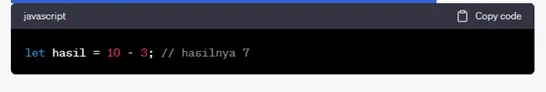 javascript
Copy code
let hasil = 10 - 3; // hasilnya 7